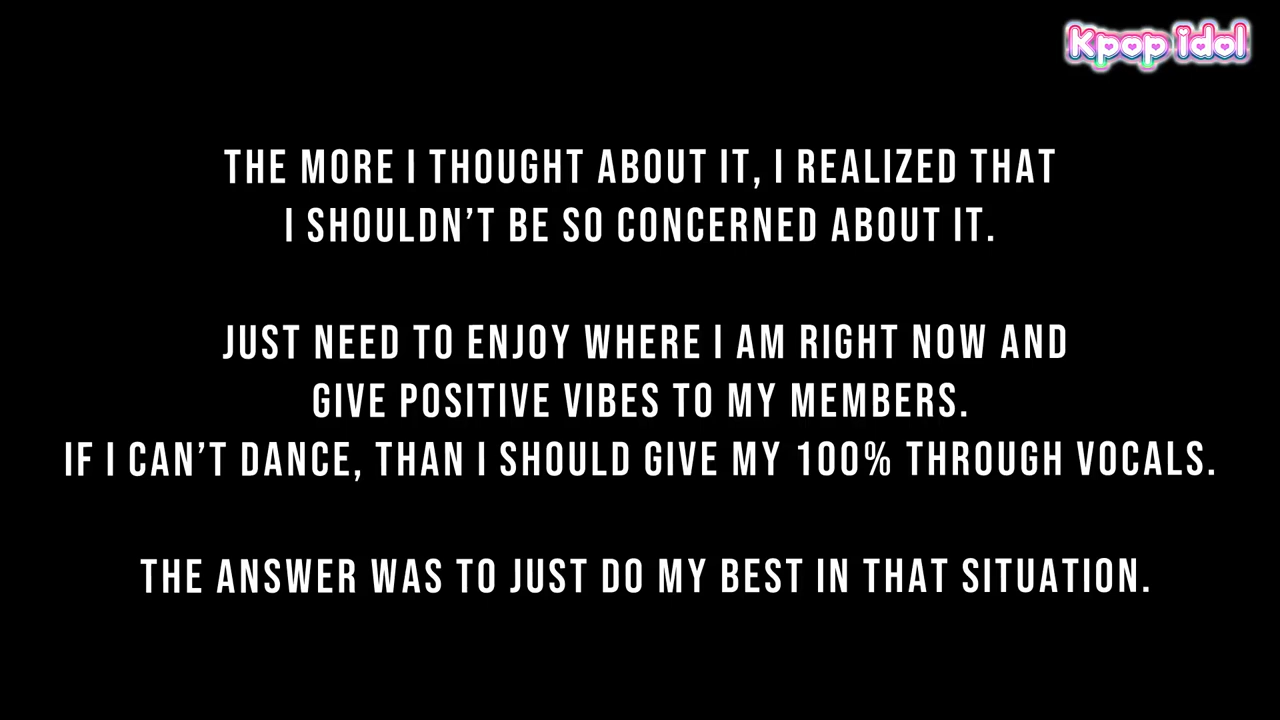 Kpop idol
THE MORE I THOUGHT ABOUT IT, I REALIZED THAT
I SHOULDN'T BE SO CONCERNED ABOUT IT.
JUST NEED TO ENJOY WHERE I AM RIGHT NOW AND
GIVE POSITIVE VIBES TO MY MEMBERS.
IF I CAN'T DANCE, THAN I SHOULD GIVE MY 100% THROUGH VOCALS.
THE ANSWER WAS TO JUST DO MY BEST IN THAT SITUATION.